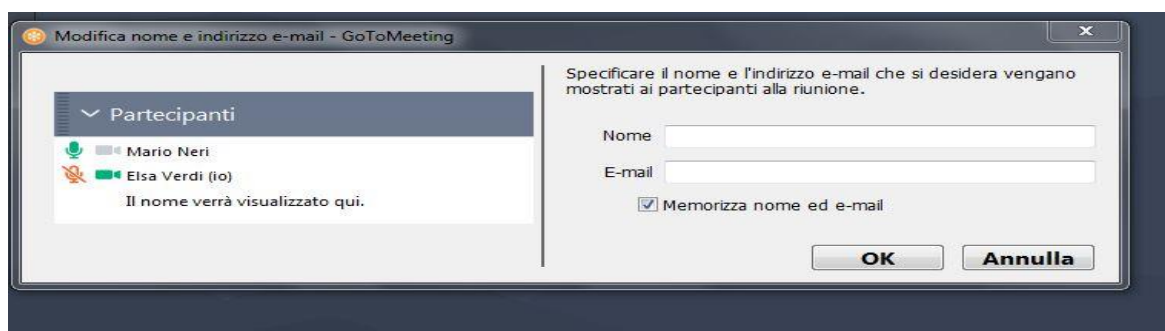 Modifica nome e indirizzo e-mail - GoToMeeting
Partecipanti
Mario Neri
Elsa Verdi (io)
Il nome verrà visualizzato qui.
Specificare il nome e l'indirizzo e-mail che si desidera vengano
mostrati ai partecipanti alla riunione.
Nome
E-mail
Memorizza nome ed e-mail
OK
Annulla